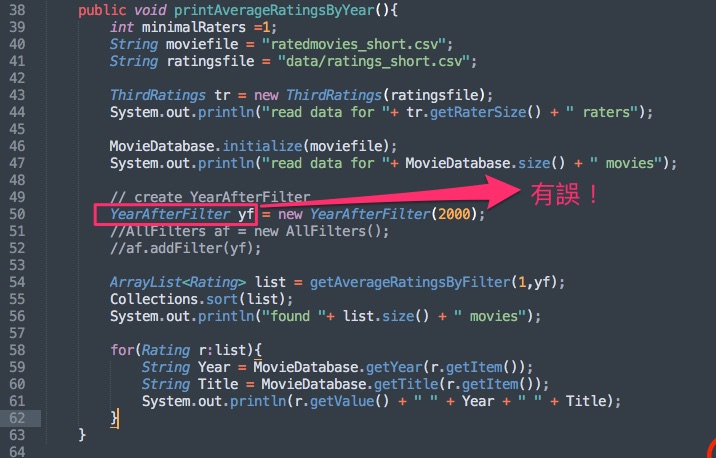 38 public void printAverageRatingsByYear(){
39 int minimalRaters =1;
40 String moviefile = "ratedmovies_short.csv";
41 String ratingsfile = "data/ratings_short.csv";
42
43 ThirdRatings tr = new ThirdRatings(ratingsfile);
44 System.out.println("read data for "+ tr.getRaterSize() + " raters");
45
46 MovieDatabase.initialize(moviefile);
47 System.out.println("read data for "+ MovieDatabase.size() + " movies");
48
49 // create YearAfterFilter 有誤！
50 YearAfterFilter yf = new YearAfterFilter(2000);
51 //AllFilters af = new AllFilters();
52 //af.addFilter(yf);
53
54 ArrayList<Rating> list = getAverageRatingsByFilter(1,yf);
55 Collections.sort(list);
56 System.out.println("found "+ list.size() + " movies");
57
58 for(Rating r:list){
59 String Year = MovieDatabase.getYear(r.getItem());
60 String Title = MovieDatabase.getTitle(r.getItem());
61 System.out.println(r.getValue() + " " + Year + " " + Title);
62 }
63 }
64